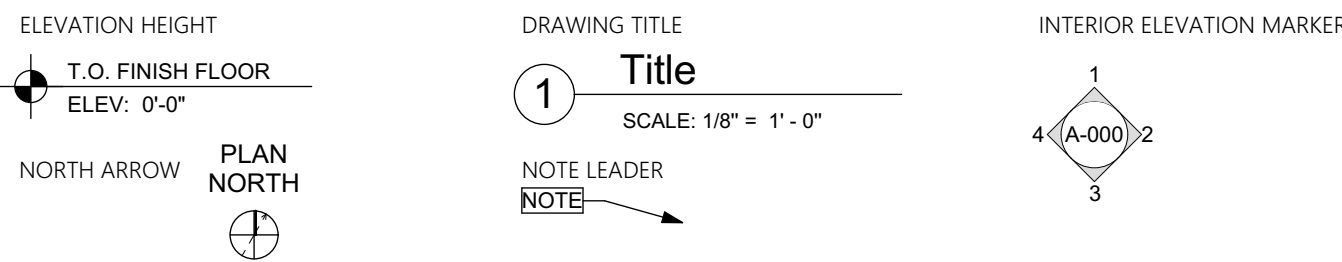 ELEVATION HEIGHT
T.O. FINISH FLOOR
ELEV: 0'-0"
NORTH ARROW
PLAN
NORTH
DRAWING TITLE
1
Title
SCALE: 1/8" = 1' - 0"
NOTE LEADER
NOTE
INTERIOR ELEVATION MARKER
1
4 A-000 2
3